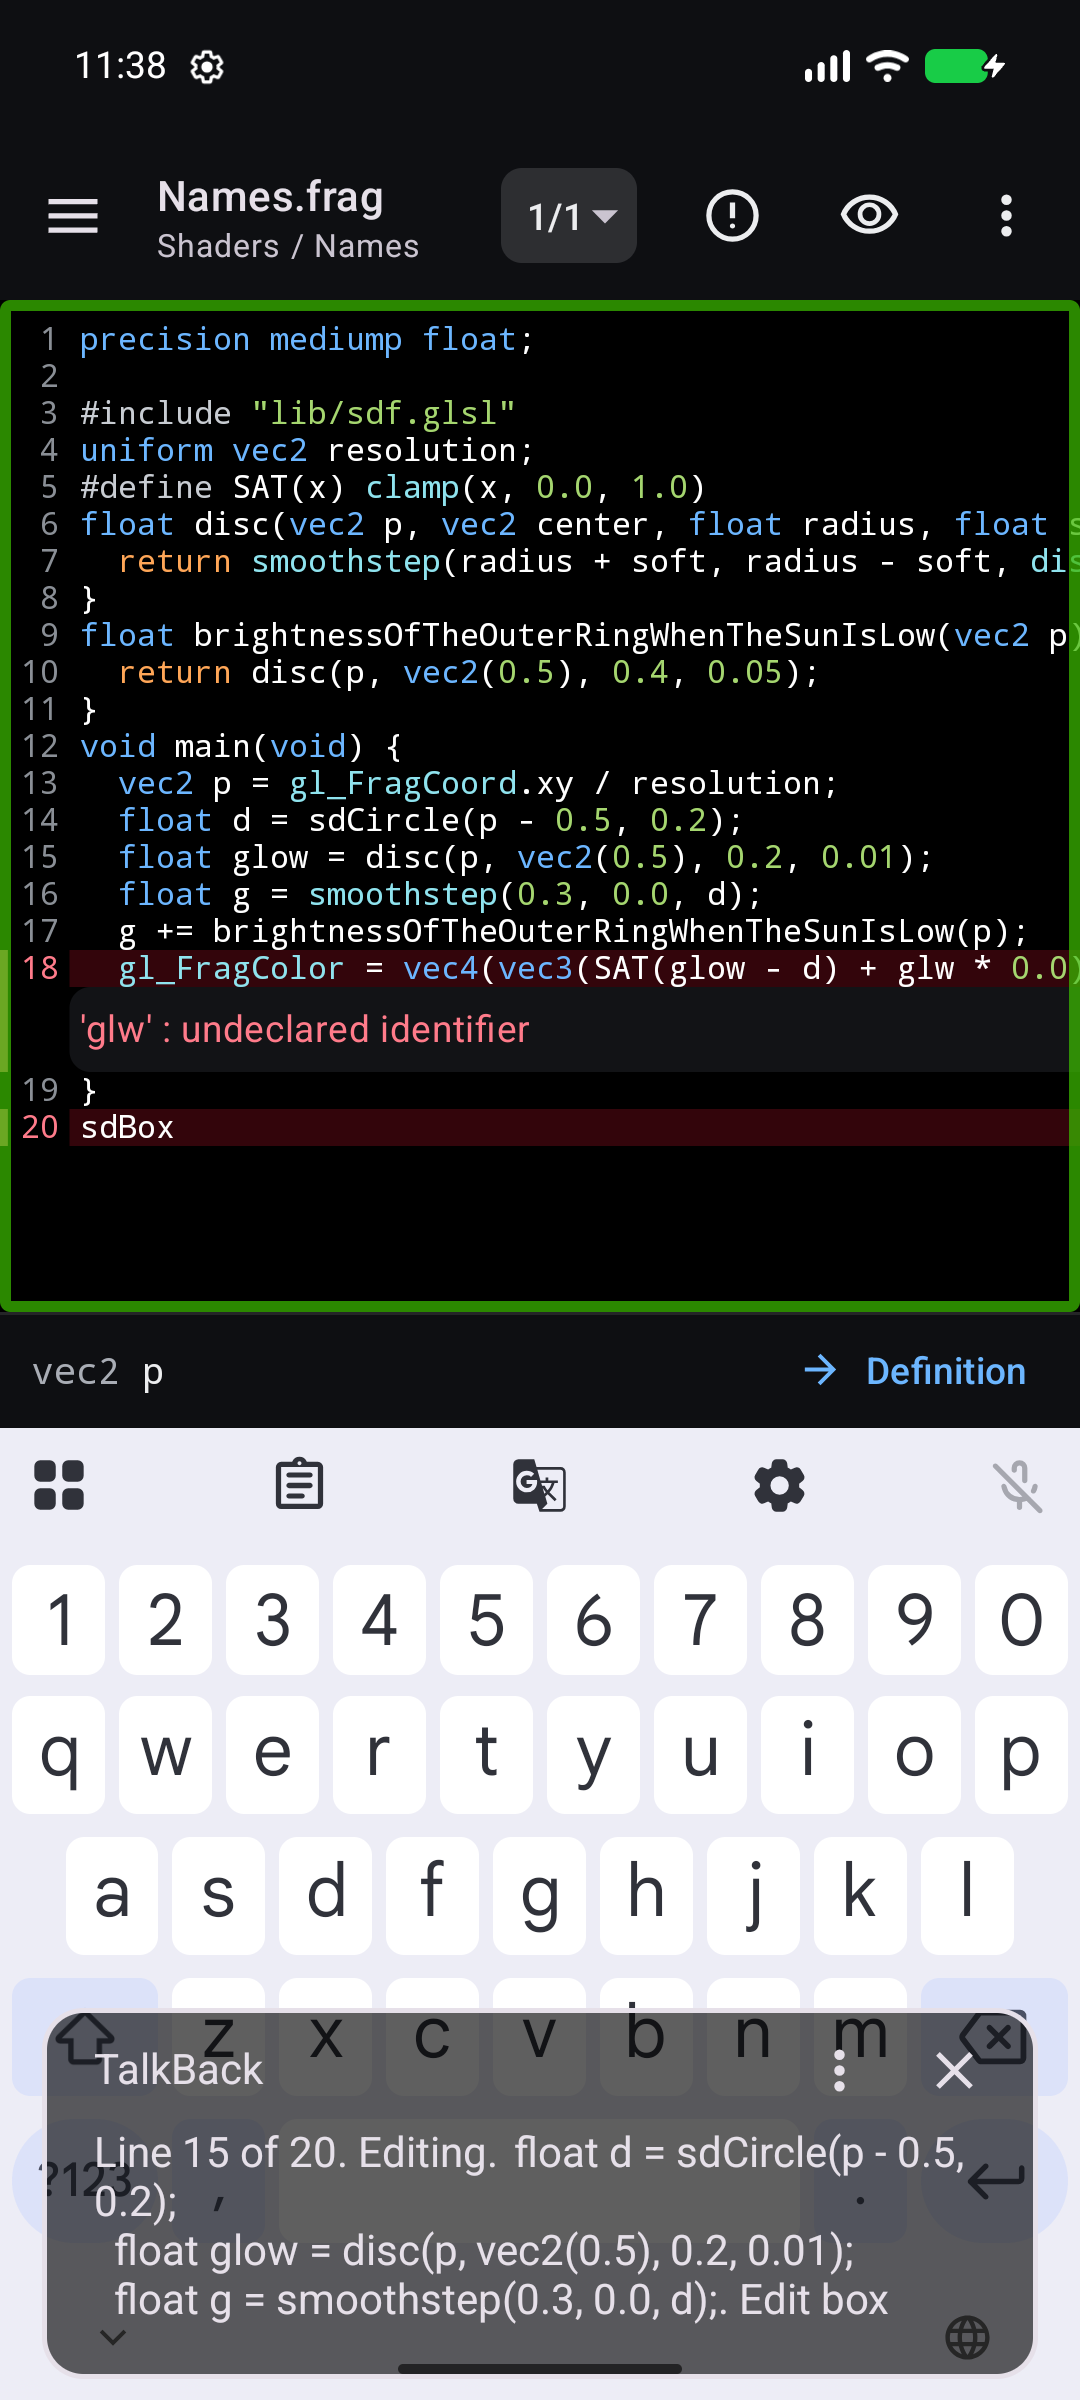 11:38
Names.frag
Shaders / Names
1/1
1 precision mediump float;
2
3 #include "lib/sdf.glsl"
4 uniform vec2 resolution;
5 #define SAT(x) clamp(x, 0.0, 1.0)
6 float disc(vec2 p, vec2 center, float radius, float s
7   return smoothstep(radius + soft, radius - soft, dis
8 }
9 float brightnessOfTheOuterRingWhenTheSunIsLow(vec2 p)
10   return disc(p, vec2(0.5), 0.4, 0.05);
11 }
12 void main(void) {
13   vec2 p = gl_FragCoord.xy / resolution;
14   float d = sdCircle(p - 0.5, 0.2);
15   float glow = disc(p, vec2(0.5), 0.2, 0.01);
16   float g = smoothstep(0.3, 0.0, d);
17   g += brightnessOfTheOuterRingWhenTheSunIsLow(p);
18   gl_FragColor = vec4(vec3(SAT(glow - d) + glw * 0.0)
'glw' : undeclared identifier
19 }
20 sdBox
vec2 p
Definition
1 2 3 4 5 6 7 8 9 0
q w e r t y u i o p
a s d f g h j k l
z x c v b n m
TalkBack
?123 , .
Line 15 of 20. Editing.  float d = sdCircle(p - 0.5,
0.2);
  float glow = disc(p, vec2(0.5), 0.2, 0.01);
  float g = smoothstep(0.3, 0.0, d);. Edit box